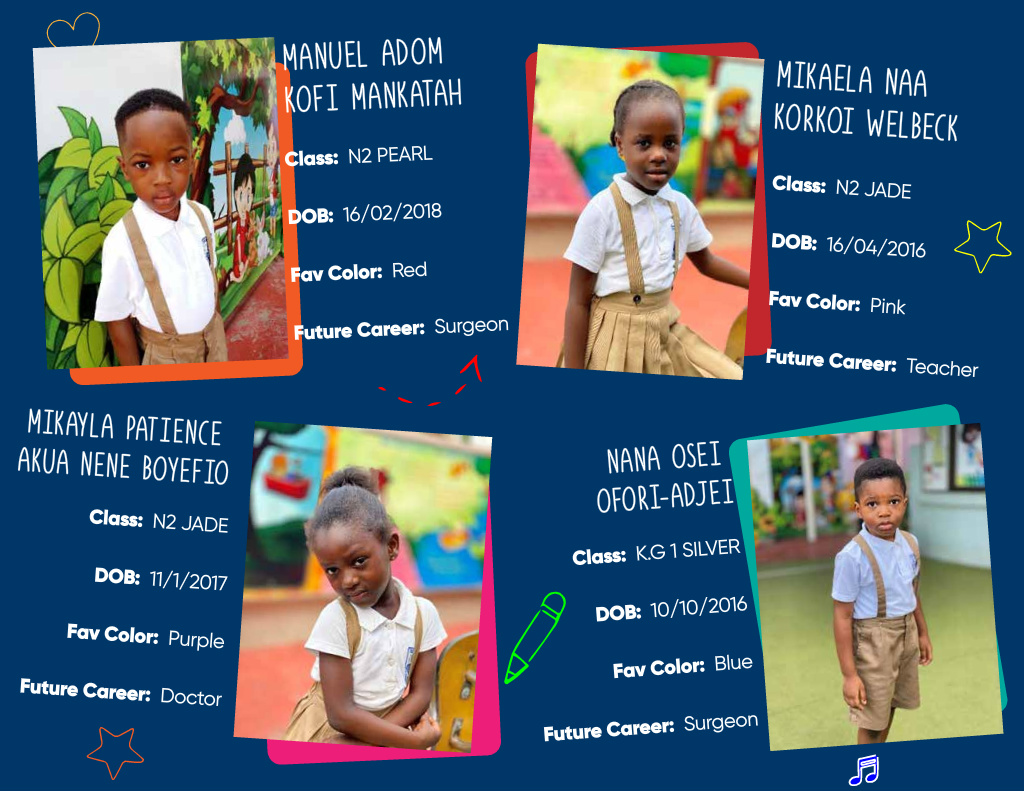 MANUEL ADOM
KOFI MANKATAH
Class: N2 PEARL
DOB: 16/02/2018
Fav Color: Red
Future Career: Surgeon
MIKAELA NAA
KORKOI WELBECK
Class: N2 JADE
DOB: 16/04/2016
Fav Color: Pink
Future Career: Teacher
MIKAYLA PATIENCE
AKUA NENE BOYEFIO
Class: N2 JADE
DOB: 11/1/2017
Fav Color: Purple
Future Career: Doctor
NANA OSEI
OFORI-ADJEI
Class: K.G 1 SILVER
DOB: 10/10/2016
Fav Color: Blue
Future Career: Surgeon